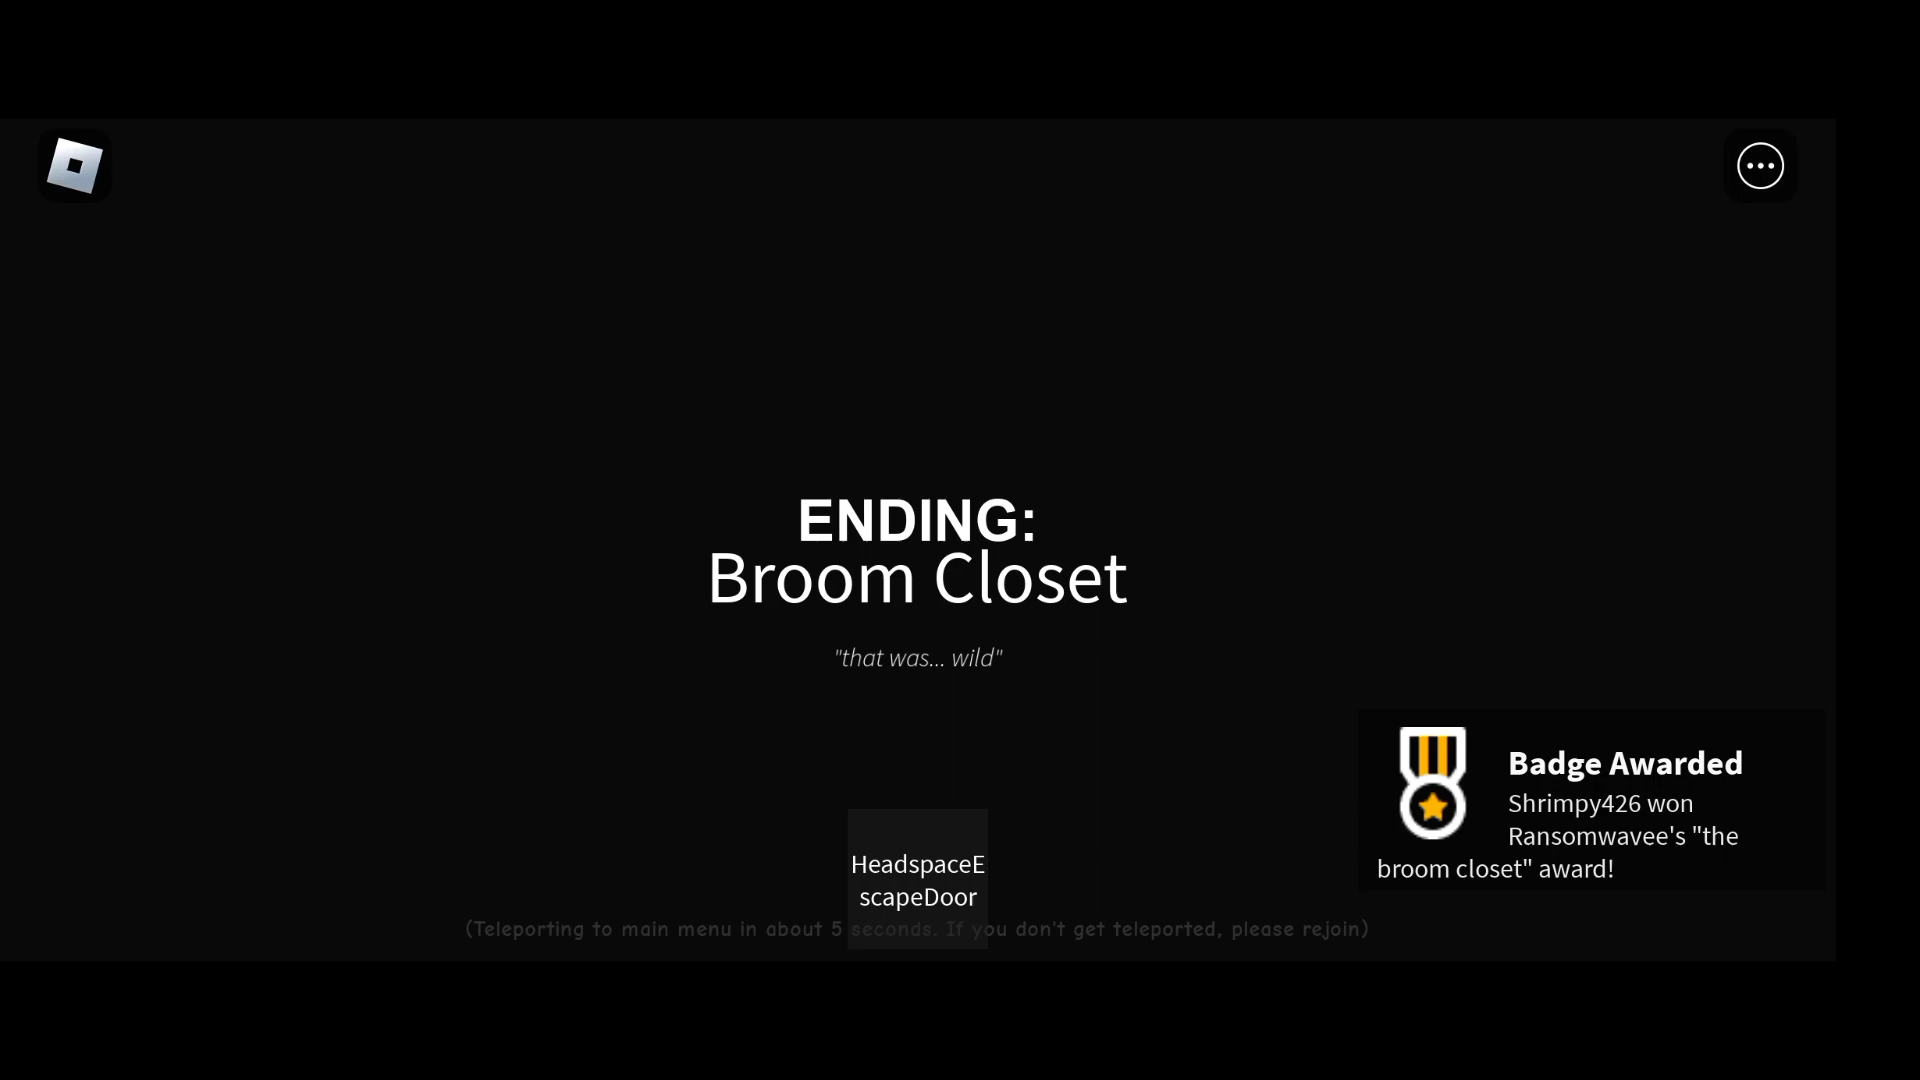 ENDING:
Broom Closet
"that was... wild"
Badge Awarded
Shrimpy426 won
Ransomwavee's "the
broom closet" award!
HeadspaceE
scapeDoor
(Teleporting to main menu in about 5 seconds. If you don't get teleported, please rejoin)